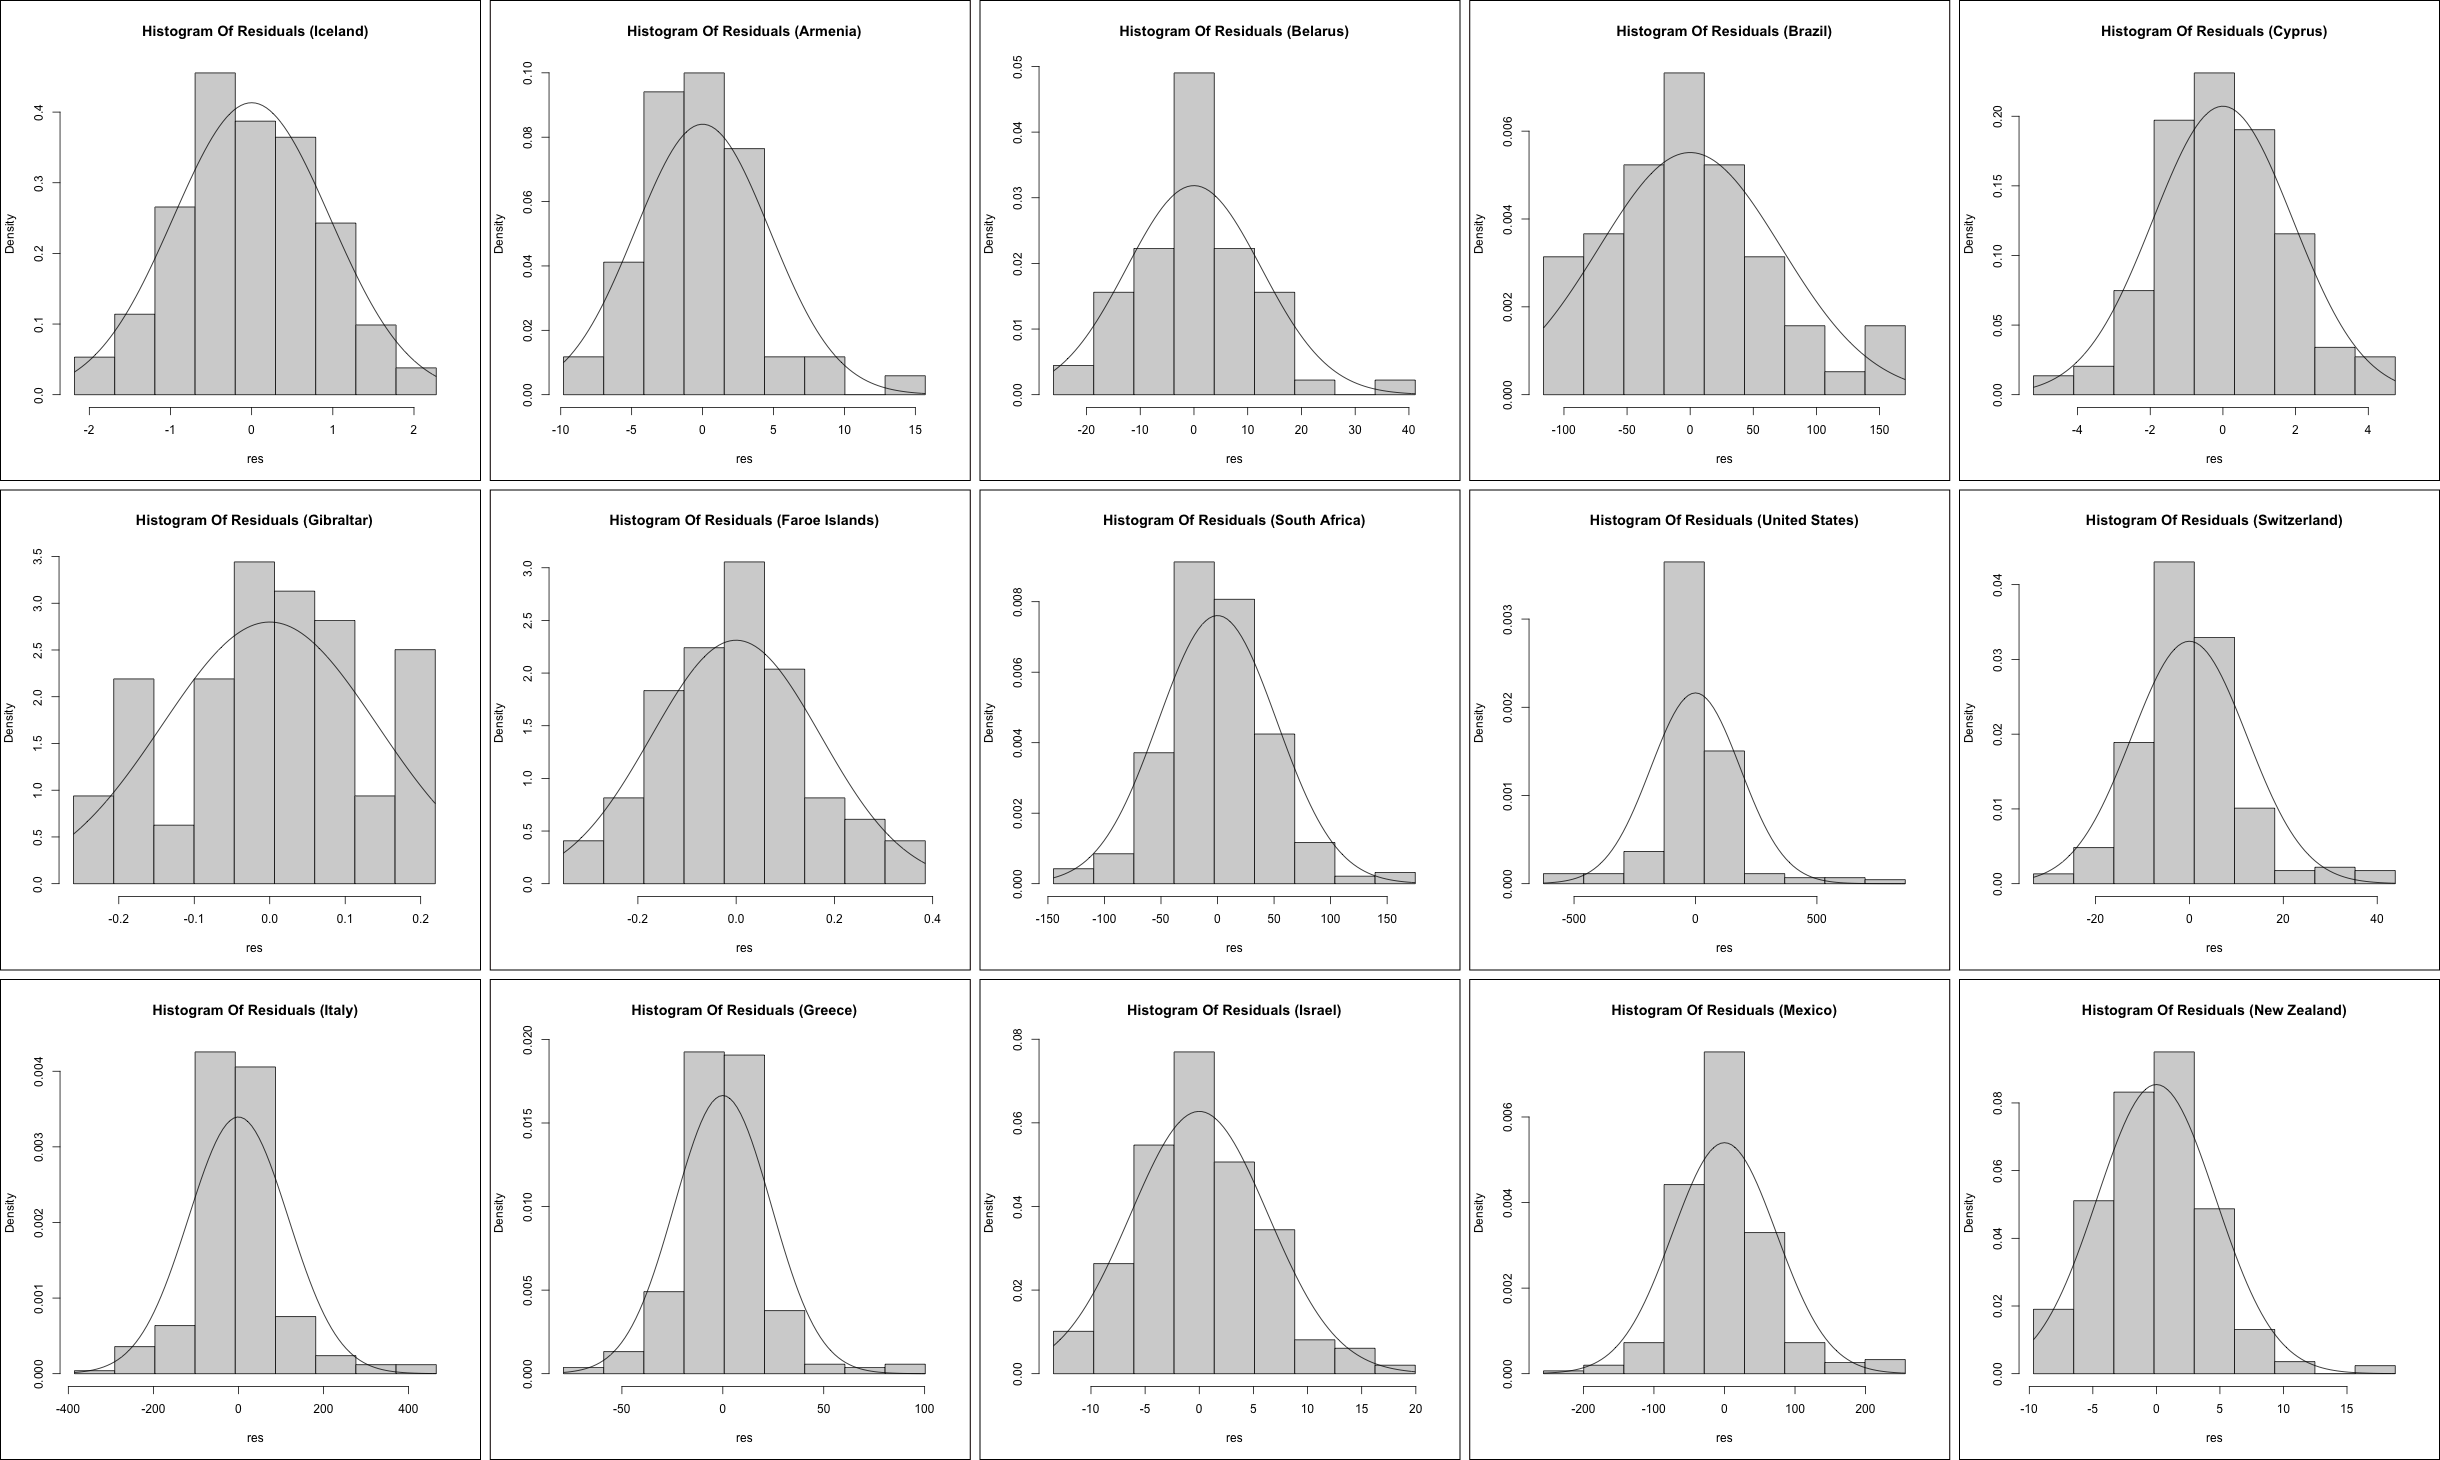 Histogram Of Residuals (Iceland)
Density
0.0 0.1 0.2 0.3 0.4
-2 -1 0 1 2
res
Histogram Of Residuals (Armenia)
Density
0.00 0.02 0.04 0.06 0.08 0.10
-10 -5 0 5 10 15
res
Histogram Of Residuals (Belarus)
Density
0.00 0.01 0.02 0.03 0.04 0.05
-20 -10 0 10 20 30 40
res
Histogram Of Residuals (Brazil)
Density
0.000 0.002 0.004 0.006
-100 -50 0 50 100 150
res
Histogram Of Residuals (Cyprus)
Density
0.00 0.05 0.10 0.15 0.20
-4 -2 0 2 4
res
Histogram Of Residuals (Gibraltar)
Density
0.0 0.5 1.0 1.5 2.0 2.5 3.0 3.5
-0.2 -0.1 0.0 0.1 0.2
res
Histogram Of Residuals (Faroe Islands)
Density
0.0 0.5 1.0 1.5 2.0 2.5 3.0
-0.2 0.0 0.2 0.4
res
Histogram Of Residuals (South Africa)
Density
0.000 0.002 0.004 0.006 0.008
-150 -100 -50 0 50 100 150
res
Histogram Of Residuals (United States)
Density
0.000 0.001 0.002 0.003
-500 0 500
res
Histogram Of Residuals (Switzerland)
Density
0.00 0.01 0.02 0.03 0.04
-20 0 20 40
res
Histogram Of Residuals (Italy)
Density
0.000 0.001 0.002 0.003 0.004
-400 -200 0 200 400
res
Histogram Of Residuals (Greece)
Density
0.000 0.005 0.010 0.015 0.020
-50 0 50 100
res
Histogram Of Residuals (Israel)
Density
0.00 0.02 0.04 0.06 0.08
-10 -5 0 5 10 15 20
res
Histogram Of Residuals (Mexico)
Density
0.000 0.002 0.004 0.006
-200 -100 0 100 200
res
Histogram Of Residuals (New Zealand)
Density
0.00 0.02 0.04 0.06 0.08
-10 -5 0 5 10 15
res